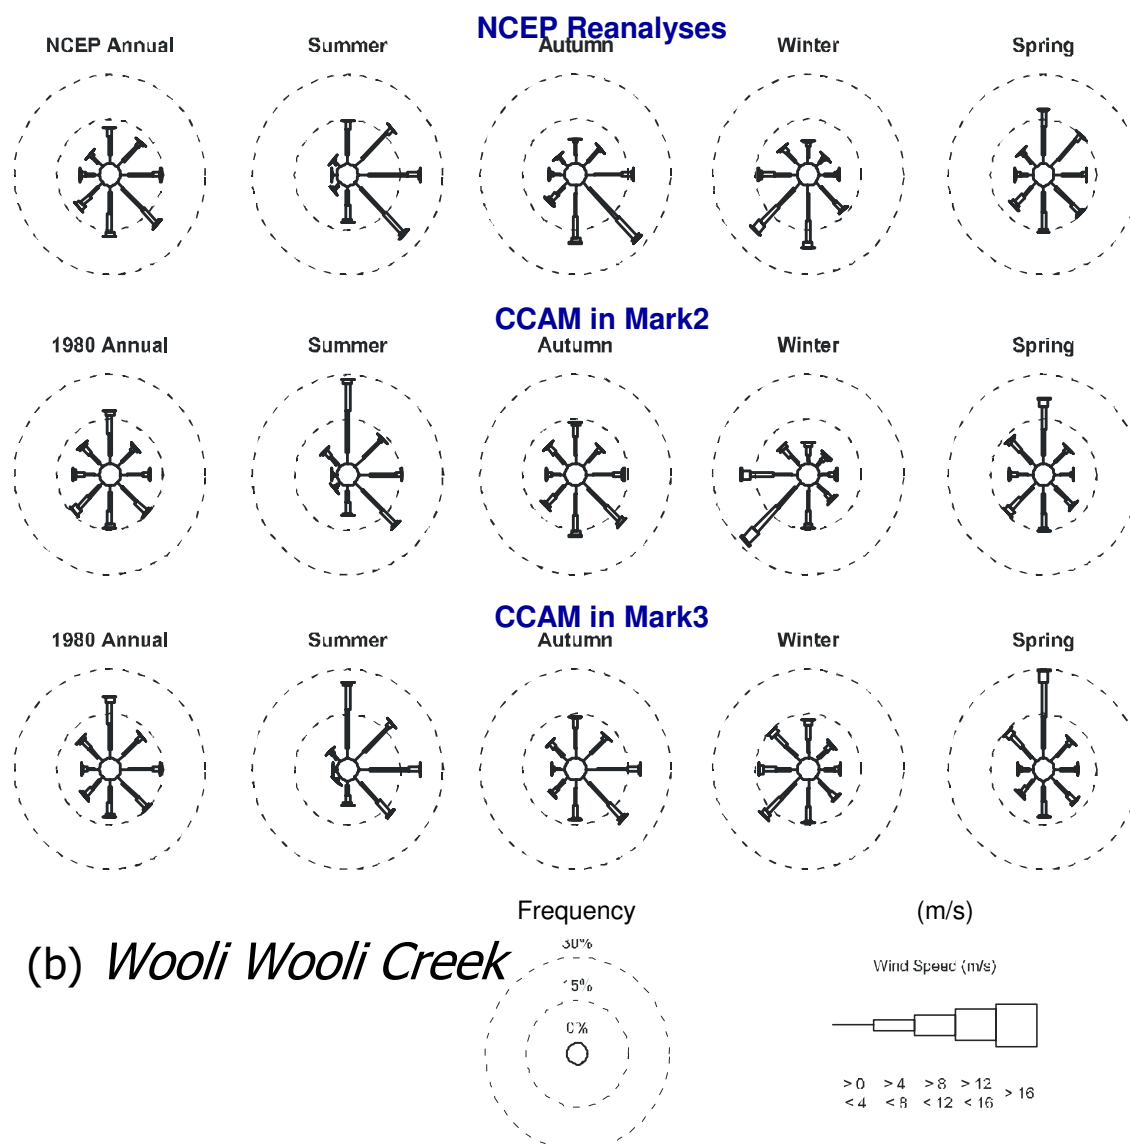 NCEP Reanalyses
NCEP Annual Summer Autumn Winter Spring
CCAM in Mark2
1980 Annual Summer Autumn Winter Spring
CCAM in Mark3
1980 Annual Summer Autumn Winter Spring
Frequency (m/s)
(b) Wooli Wooli Creek
30%
15%
0%
Wind Speed (m/s)
>0 >4 >8 >12 >16
<4 <8 <12 <16